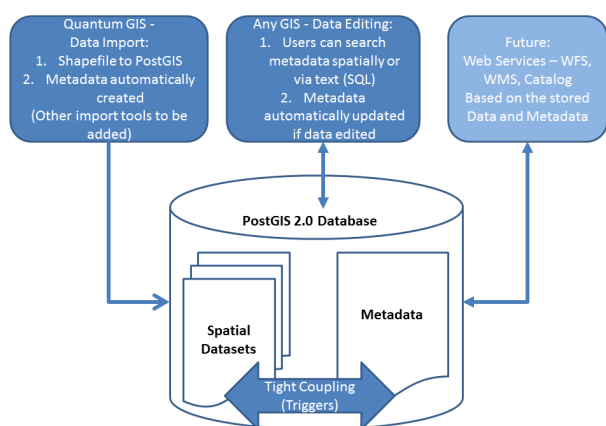 Quantum GIS -
Data Import:
1. Shapefile to PostGIS
2. Metadata automatically
created
(Other import tools to be
added)
Any GIS - Data Editing:
1. Users can search
metadata spatially or
via text (SQL)
2. Metadata
automatically updated
if data edited
Future:
Web Services – WFS,
WMS, Catalog
Based on the stored
Data and Metadata
PostGIS 2.0 Database
Spatial
Datasets
Metadata
Tight Coupling
(Triggers)